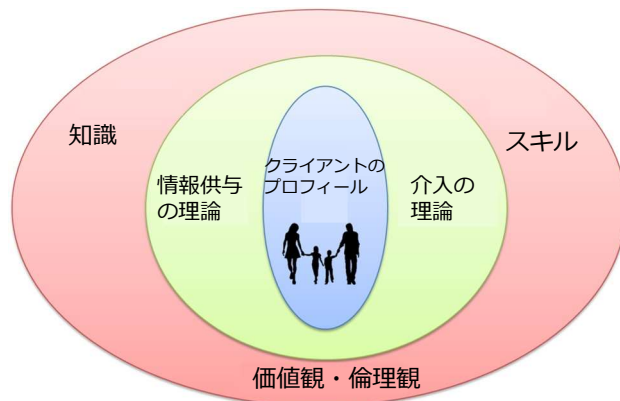 知識
スキル
クライアントの
プロフィール
情報供与
の理論
介入の
理論
価値観・倫理観